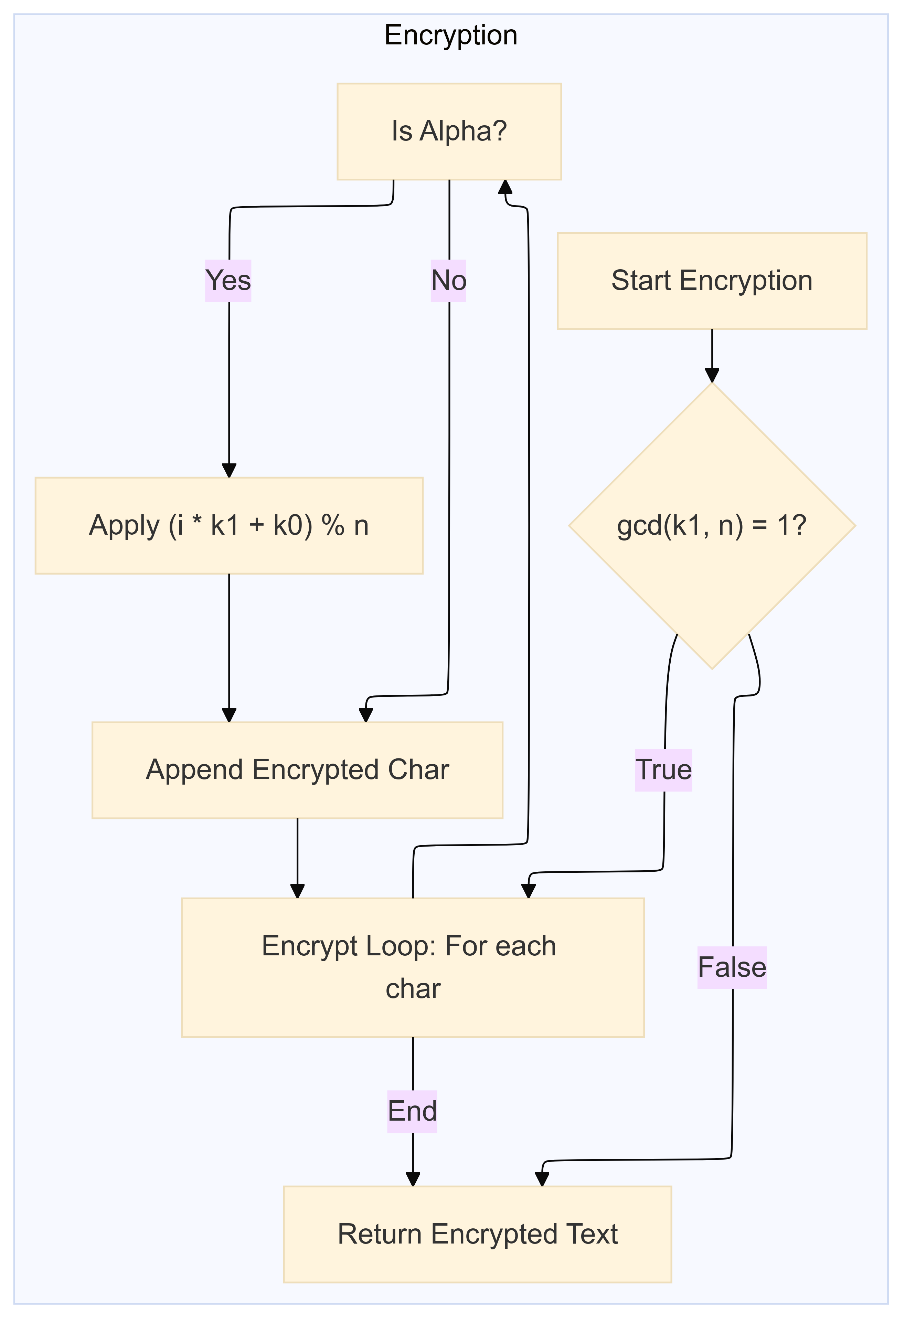 Encryption
Is Alpha?
Start Encryption
Yes
No
Apply (i * k1 + k0) % n
gcd(k1, n) = 1?
Append Encrypted Char
True
Encrypt Loop: For each
char
False
End
Return Encrypted Text